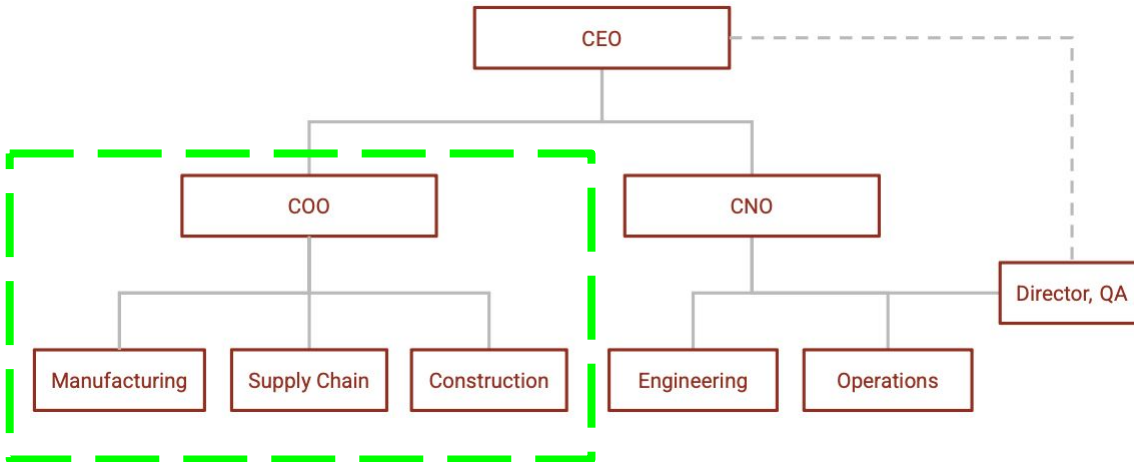 CEO
COO
CNO
Director, QA
Manufacturing
Supply Chain
Construction
Engineering
Operations